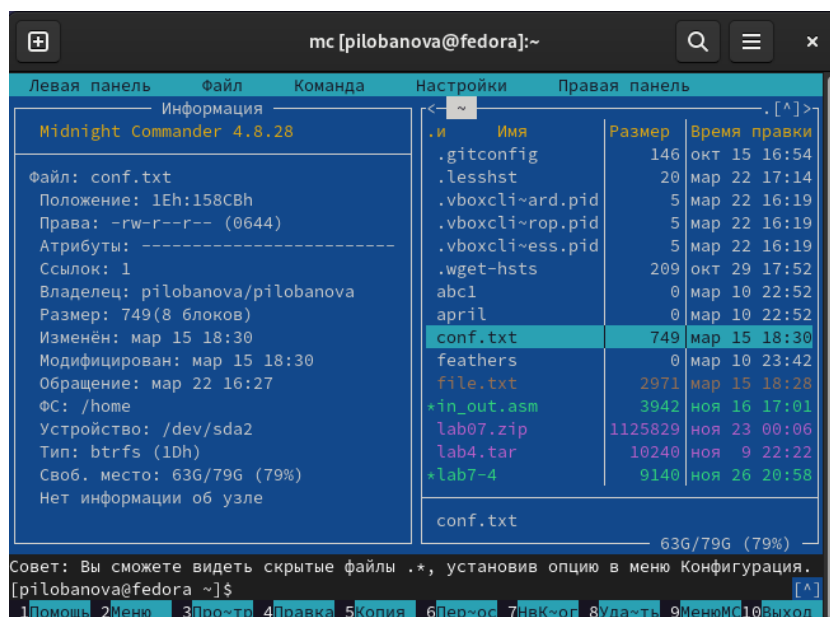 mc [pilobanova@fedora]:~
Левая панель Файл Команда Настройки Правая панель
Информация
Midnight Commander 4.8.28
Файл: conf.txt
Положение: 1Eh:158CBh
Права: -rw-r--r-- (0644)
Атрибуты: -------------------------
Ссылок: 1
Владелец: pilobanova/pilobanova
Размер: 749(8 блоков)
Изменён: мар 15 18:30
Модифицирован: мар 15 18:30
Обращение: мар 22 16:27
ФС: /home
Устройство: /dev/sda2
Тип: btrfs (1Dh)
Своб. место: 63G/79G (79%)
Нет информации об узле
<- ~ .[^]>
.и Имя Размер Время правки
.gitconfig 146 окт 15 16:54
.lesshst 20 мар 22 17:14
.vboxcli~ard.pid 5 мар 22 16:19
.vboxcli~rop.pid 5 мар 22 16:19
.vboxcli~ess.pid 5 мар 22 16:19
.wget-hsts 209 окт 29 17:52
abc1 0 мар 10 22:52
april 0 мар 10 22:52
conf.txt 749 мар 15 18:30
feathers 0 мар 10 23:42
file.txt 2971 мар 15 18:28
*in_out.asm 3942 ноя 16 17:01
lab07.zip 1125829 ноя 23 00:06
lab4.tar 10240 ноя 9 22:22
*lab7-4 9140 ноя 26 20:58
conf.txt
63G/79G (79%)
Совет: Вы сможете видеть скрытые файлы .*, установив опцию в меню Конфигурация.
[pilobanova@fedora ~]$ [^]
1Помощь 2Меню 3Про~тр 4Правка 5Копия 6Пер~ос 7НвК~ог 8Уда~ть 9МенюMC 10Выход